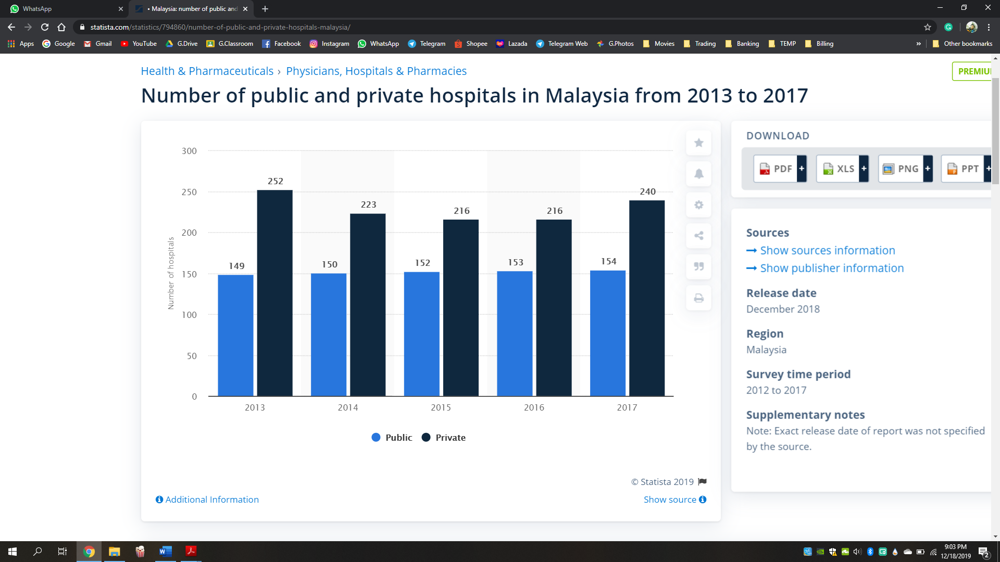 WhatsApp
• Malaysia: number of public and
statista.com/statistics/794860/number-of-public-and-private-hospitals-malaysia/
Apps Google Gmail YouTube G.Drive G.Classroom Facebook Instagram WhatsApp Telegram Shopee Lazada Telegram Web G.Photos Movies Trading Banking TEMP Billing » Other bookmarks
Health & Pharmaceuticals › Physicians, Hospitals & Pharmacies
PREMIU
Number of public and private hospitals in Malaysia from 2013 to 2017
300
250
200
150
100
50
0
Number of hospitals
252
223
216
216
240
149
150
152
153
154
2013 2014 2015 2016 2017
Public Private
© Statista 2019
Additional Information
Show source
DOWNLOAD
PDF + XLS + PNG + PPT +
Sources
→ Show sources information
→ Show publisher information
Release date
December 2018
Region
Malaysia
Survey time period
2012 to 2017
Supplementary notes
Note: Exact release date of report was not specified
by the source.
9:03 PM
12/18/2019
2